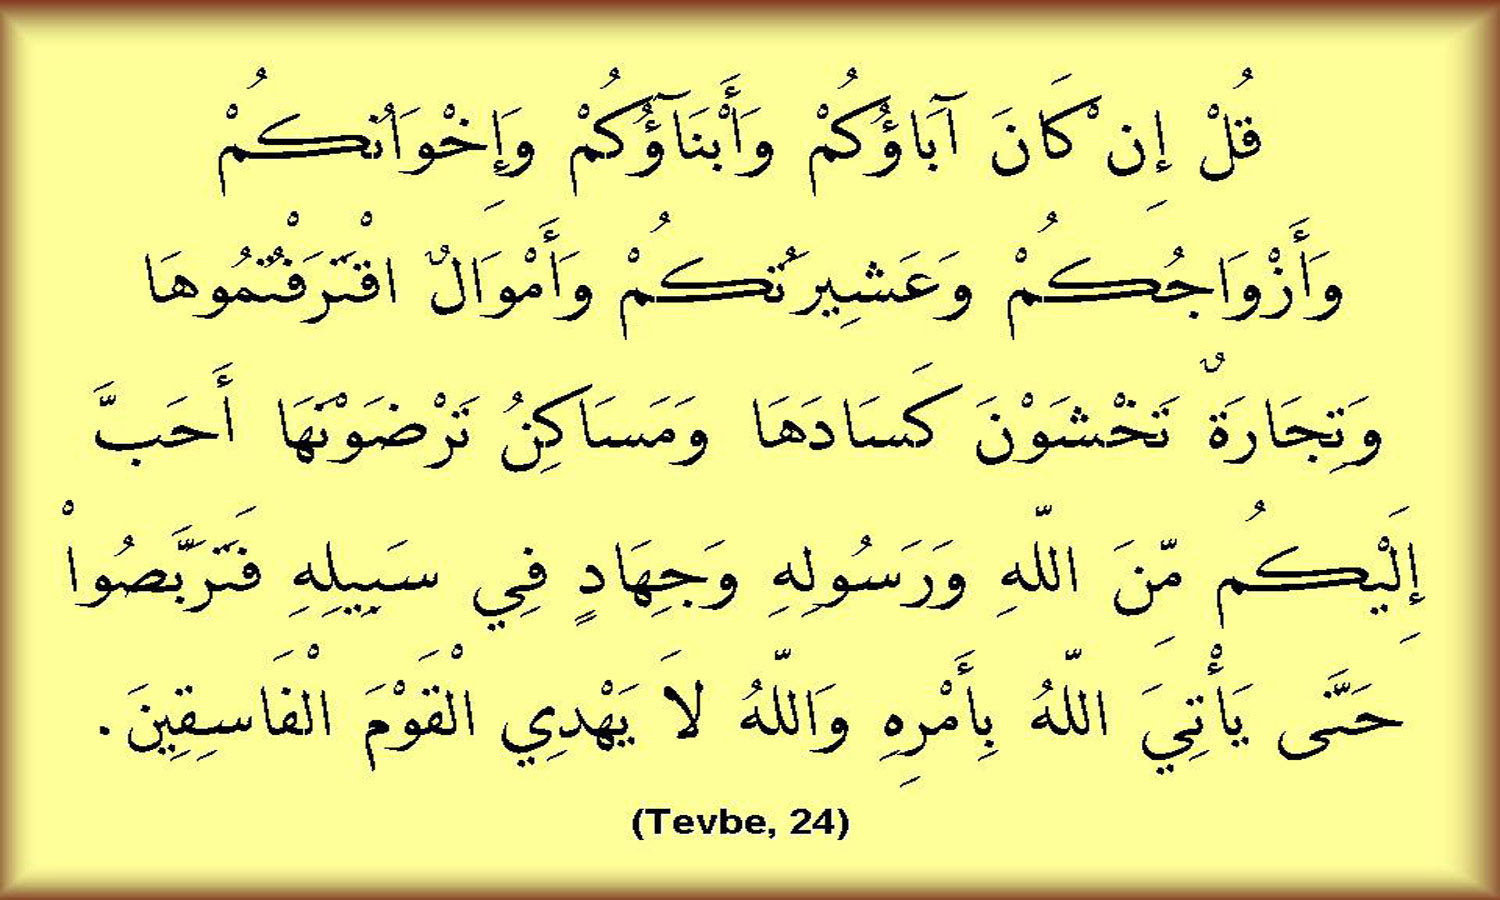 قُلْ إِن كَانَ آبَاؤُكُمْ وَأَبْنَآؤُكُمْ وَإِخْوَانُكُمْ
وَأَزْوَاجُكُمْ وَعَشِيرَتُكُمْ وَأَمْوَالٌ اقْتَرَفْتُمُوهَا
وَتِجَارَةٌ تَخْشَوْنَ كَسَادَهَا وَمَسَاكِنُ تَرْضَوْنَهَا أَحَبَّ
إِلَيْكُم مِّنَ اللّهِ وَرَسُولِهِ وَجِهَادٍ فِي سَبِيلِهِ فَتَرَبَّصُواْ
حَتَّى يَأْتِيَ اللّهُ بِأَمْرِهِ وَاللّهُ لاَ يَهْدِي الْقَوْمَ الْفَاسِقِينَ.
(Tevbe, 24)